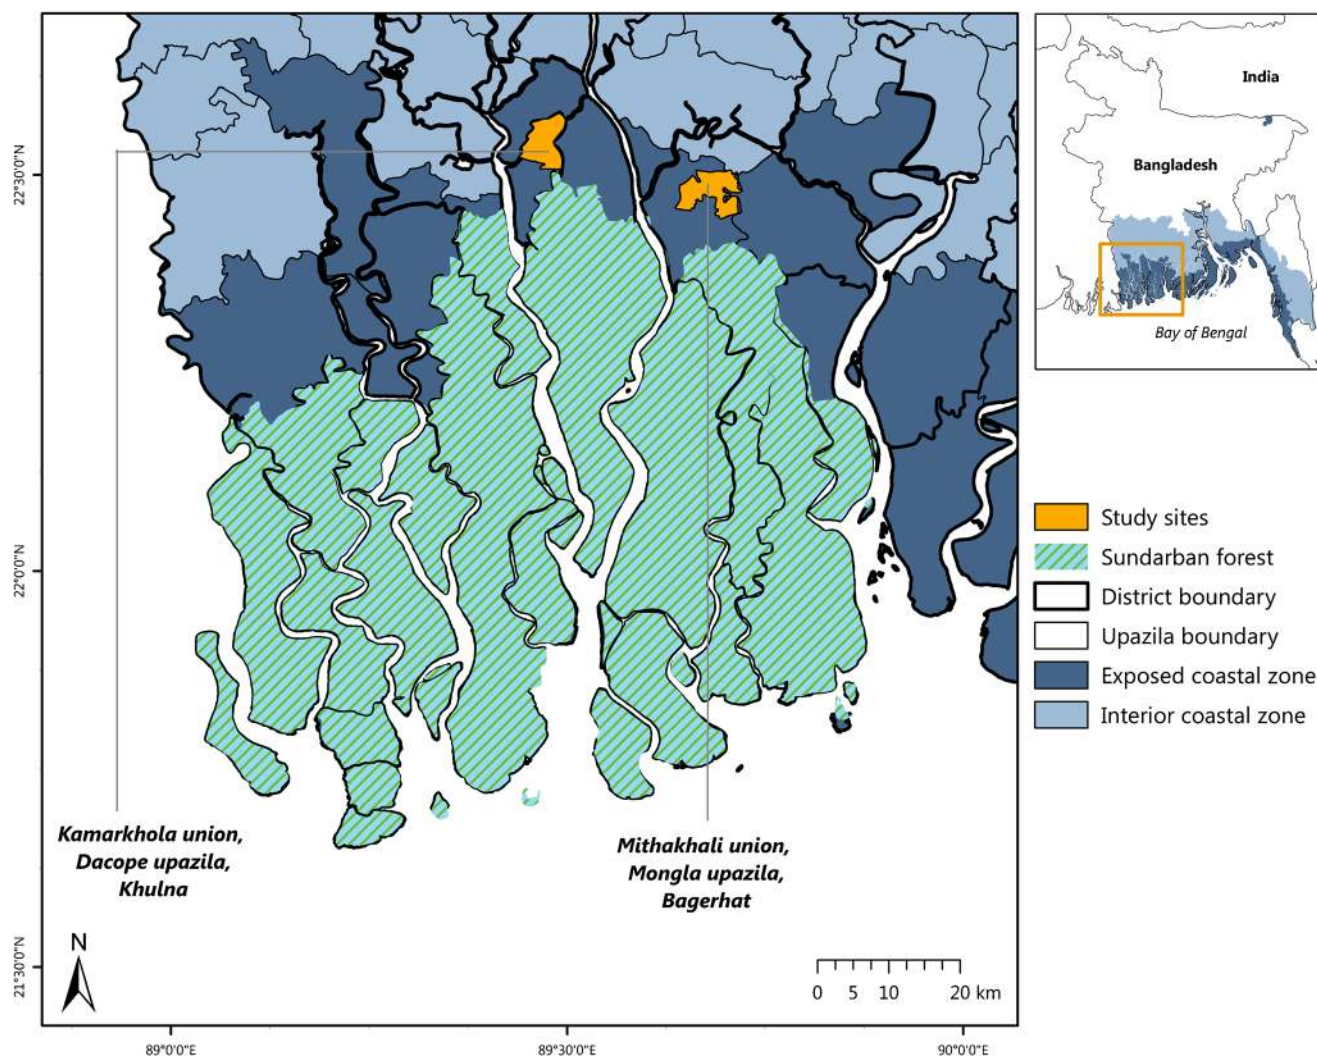 India
Bangladesh
Bay of Bengal
22°30'0"N
22°0'0"N
21°30'0"N
Study sites
Sundarban forest
District boundary
Upazila boundary
Exposed coastal zone
Interior coastal zone
Kamarkhola union,
Dacope upazila,
Khulna
Mithakhali union,
Mongla upazila,
Bagerhat
N
0 5 10 20 km
89°0'0"E
89°30'0"E
90°0'0"E